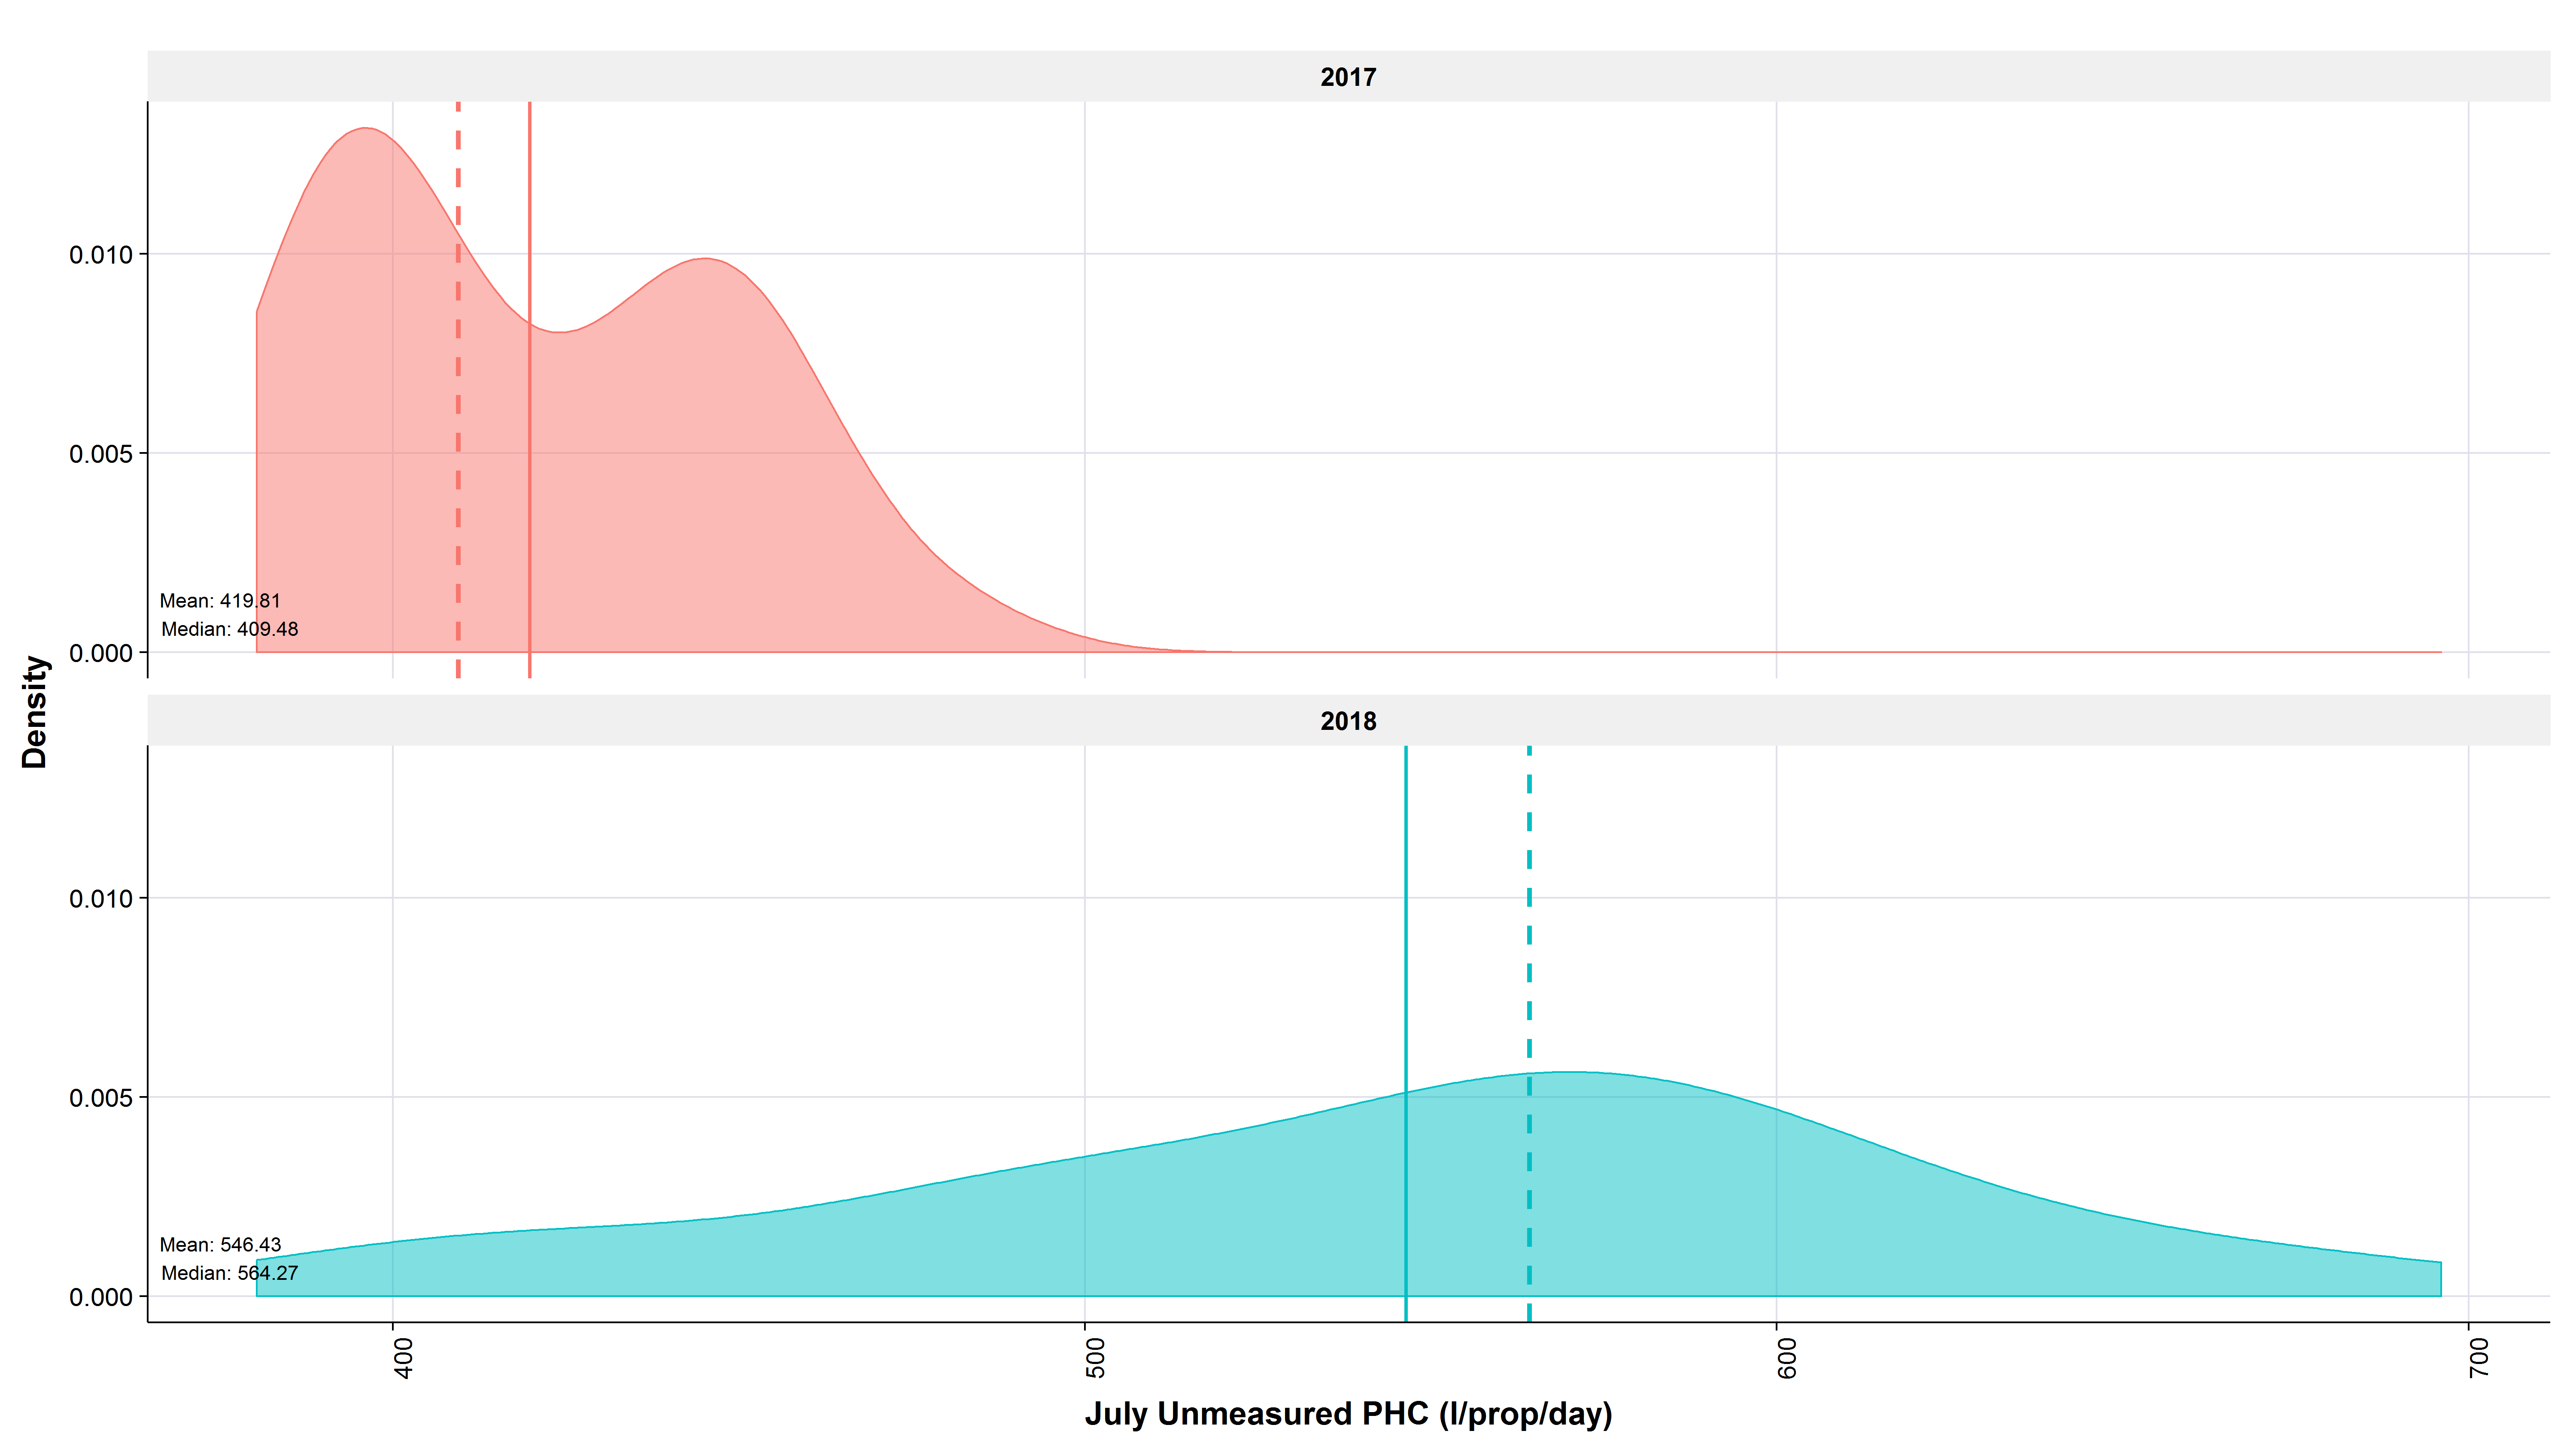 2017
0.010
0.005
0.000
Mean: 419.81
Median: 409.48
Density
2018
0.010
0.005
0.000
Mean: 546.43
Median: 564.27
400
500
600
700
July Unmeasured PHC (l/prop/day)